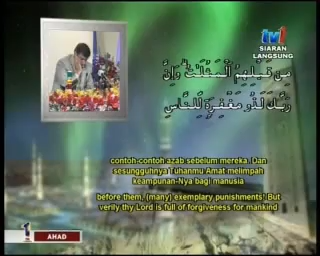 tv1
SIARAN
LANGSUNG
مِن قَبْلِهِمُ ٱلْمَثُلَٰتُ ۗ وَإِنَّ
رَبَّكَ لَذُو مَغْفِرَةٍ لِّلنَّاسِ
contoh-contoh azab sebelum mereka. Dan
sesungguhnya Tuhanmu Amat melimpah
keampunan-Nya bagi manusia
before them, (many) exemplary punishments! But
verily thy Lord is full of forgiveness for mankind
1
AHAD